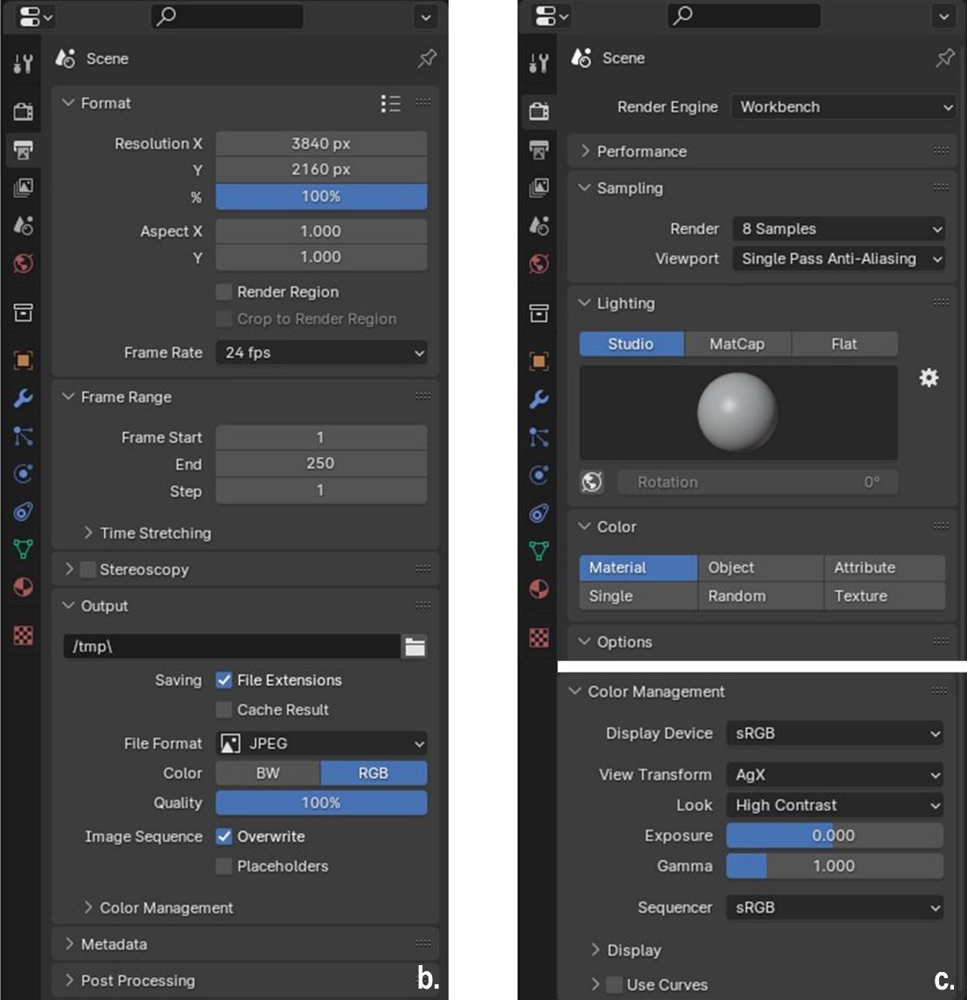 Scene
Format
Resolution X 3840 px
Y 2160 px
% 100%
Aspect X 1.000
Y 1.000
Render Region
Crop to Render Region
Frame Rate 24 fps
Frame Range
Frame Start 1
End 250
Step 1
Time Stretching
Stereoscopy
Output
/tmp\
Saving File Extensions
Cache Result
File Format JPEG
Color BW RGB
Quality 100%
Image Sequence Overwrite
Placeholders
Color Management
Metadata
Post Processing
b.
Scene
Render Engine Workbench
Performance
Sampling
Render 8 Samples
Viewport Single Pass Anti-Aliasing
Lighting
Studio MatCap Flat
Rotation 0°
Color
Material Object Attribute
Single Random Texture
Options
Color Management
Display Device sRGB
View Transform AgX
Look High Contrast
Exposure 0.000
Gamma 1.000
Sequencer sRGB
Display
Use Curves
c.